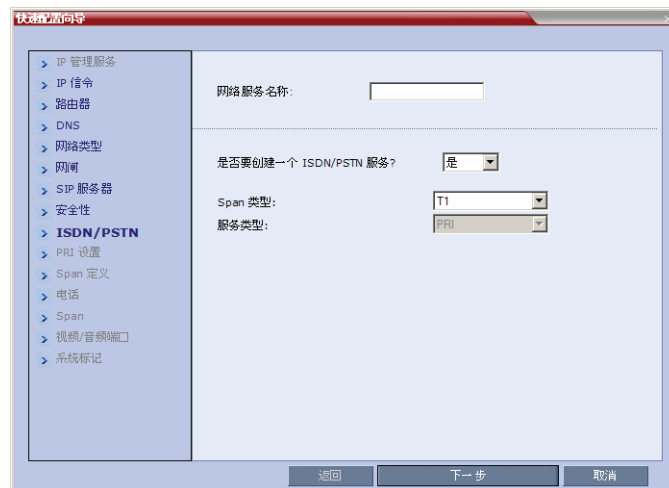 快速配置向导
IP 管理服务
IP 信令
路由器
DNS
网络类型
网闸
SIP 服务器
安全性
ISDN/PSTN
PRI 设置
Span 定义
电话
Span
视频/音频端口
系统标记
网络服务名称:
是否要创建一个 ISDN/PSTN 服务? 是
Span 类型: T1
服务类型: PRI
返回 下一步 取消